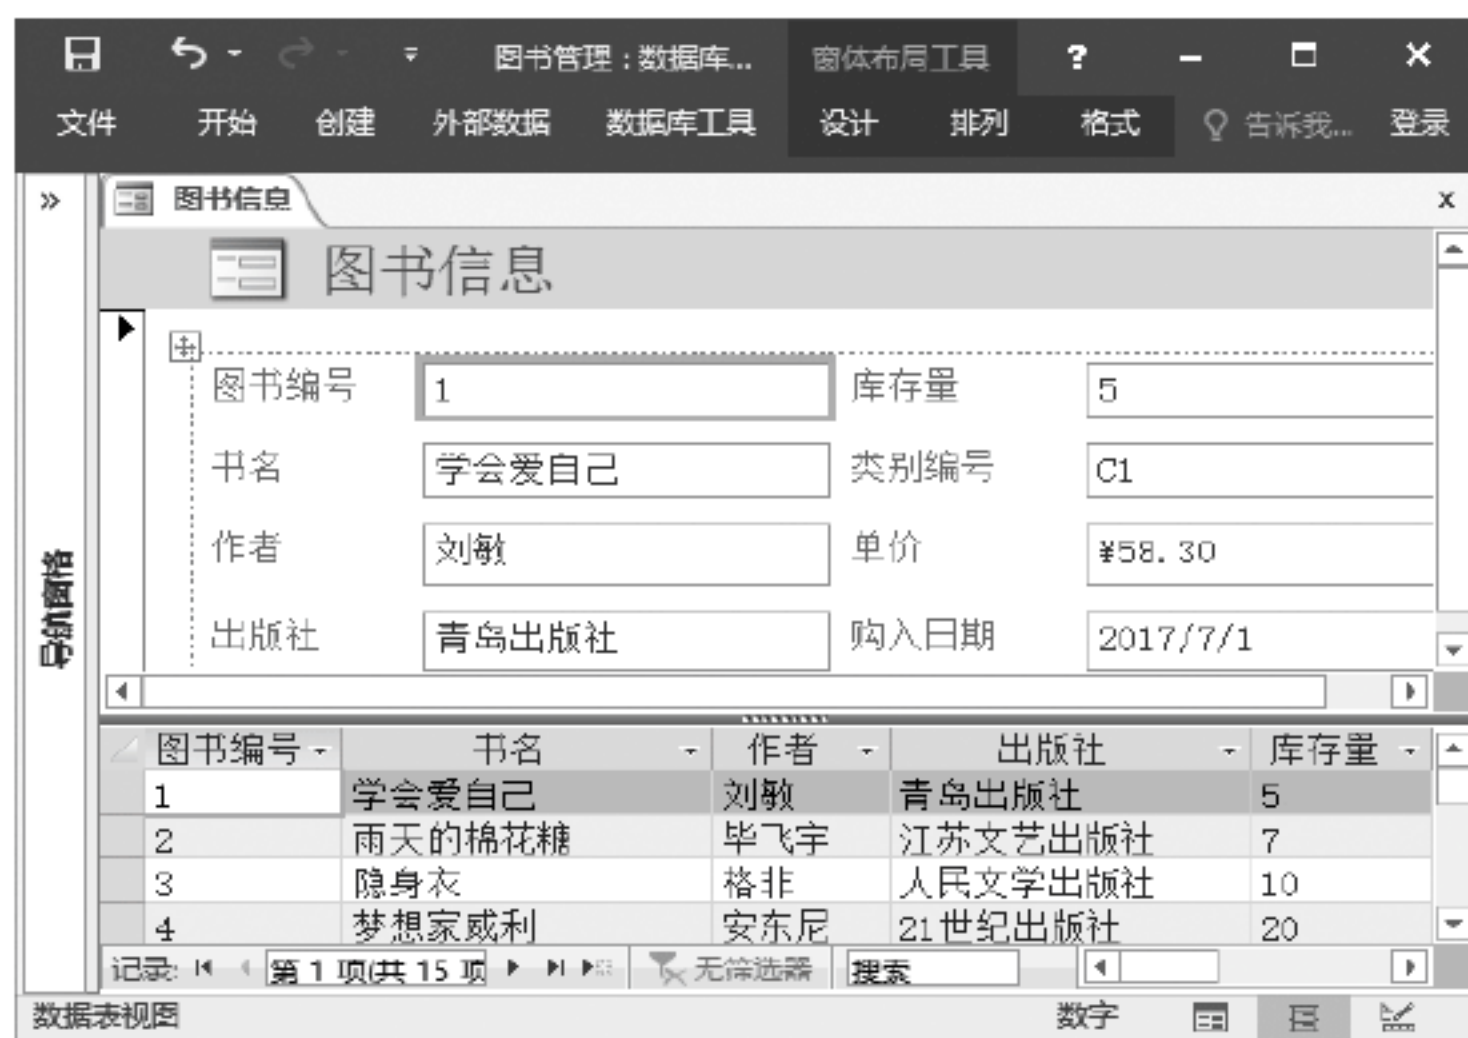 图书管理：数据库... 窗体布局工具 ?
文件 开始 创建 外部数据 数据库工具 设计 排列 格式 告诉我... 登录
» 图书信息 x
图书信息
图书编号 1 库存量 5
书名 学会爱自己 类别编号 C1
作者 刘敏 单价 ¥58.30
出版社 青岛出版社 购入日期 2017/7/1
导航窗格
图书编号 书名 作者 出版社 库存量
1 学会爱自己 刘敏 青岛出版社 5
2 雨天的棉花糖 毕飞宇 江苏文艺出版社 7
3 隐身衣 格非 人民文学出版社 10
4 梦想家威利 安东尼 21世纪出版社 20
记录: 第 1 项(共 15 项 无筛选器 搜索
数据表视图 数字